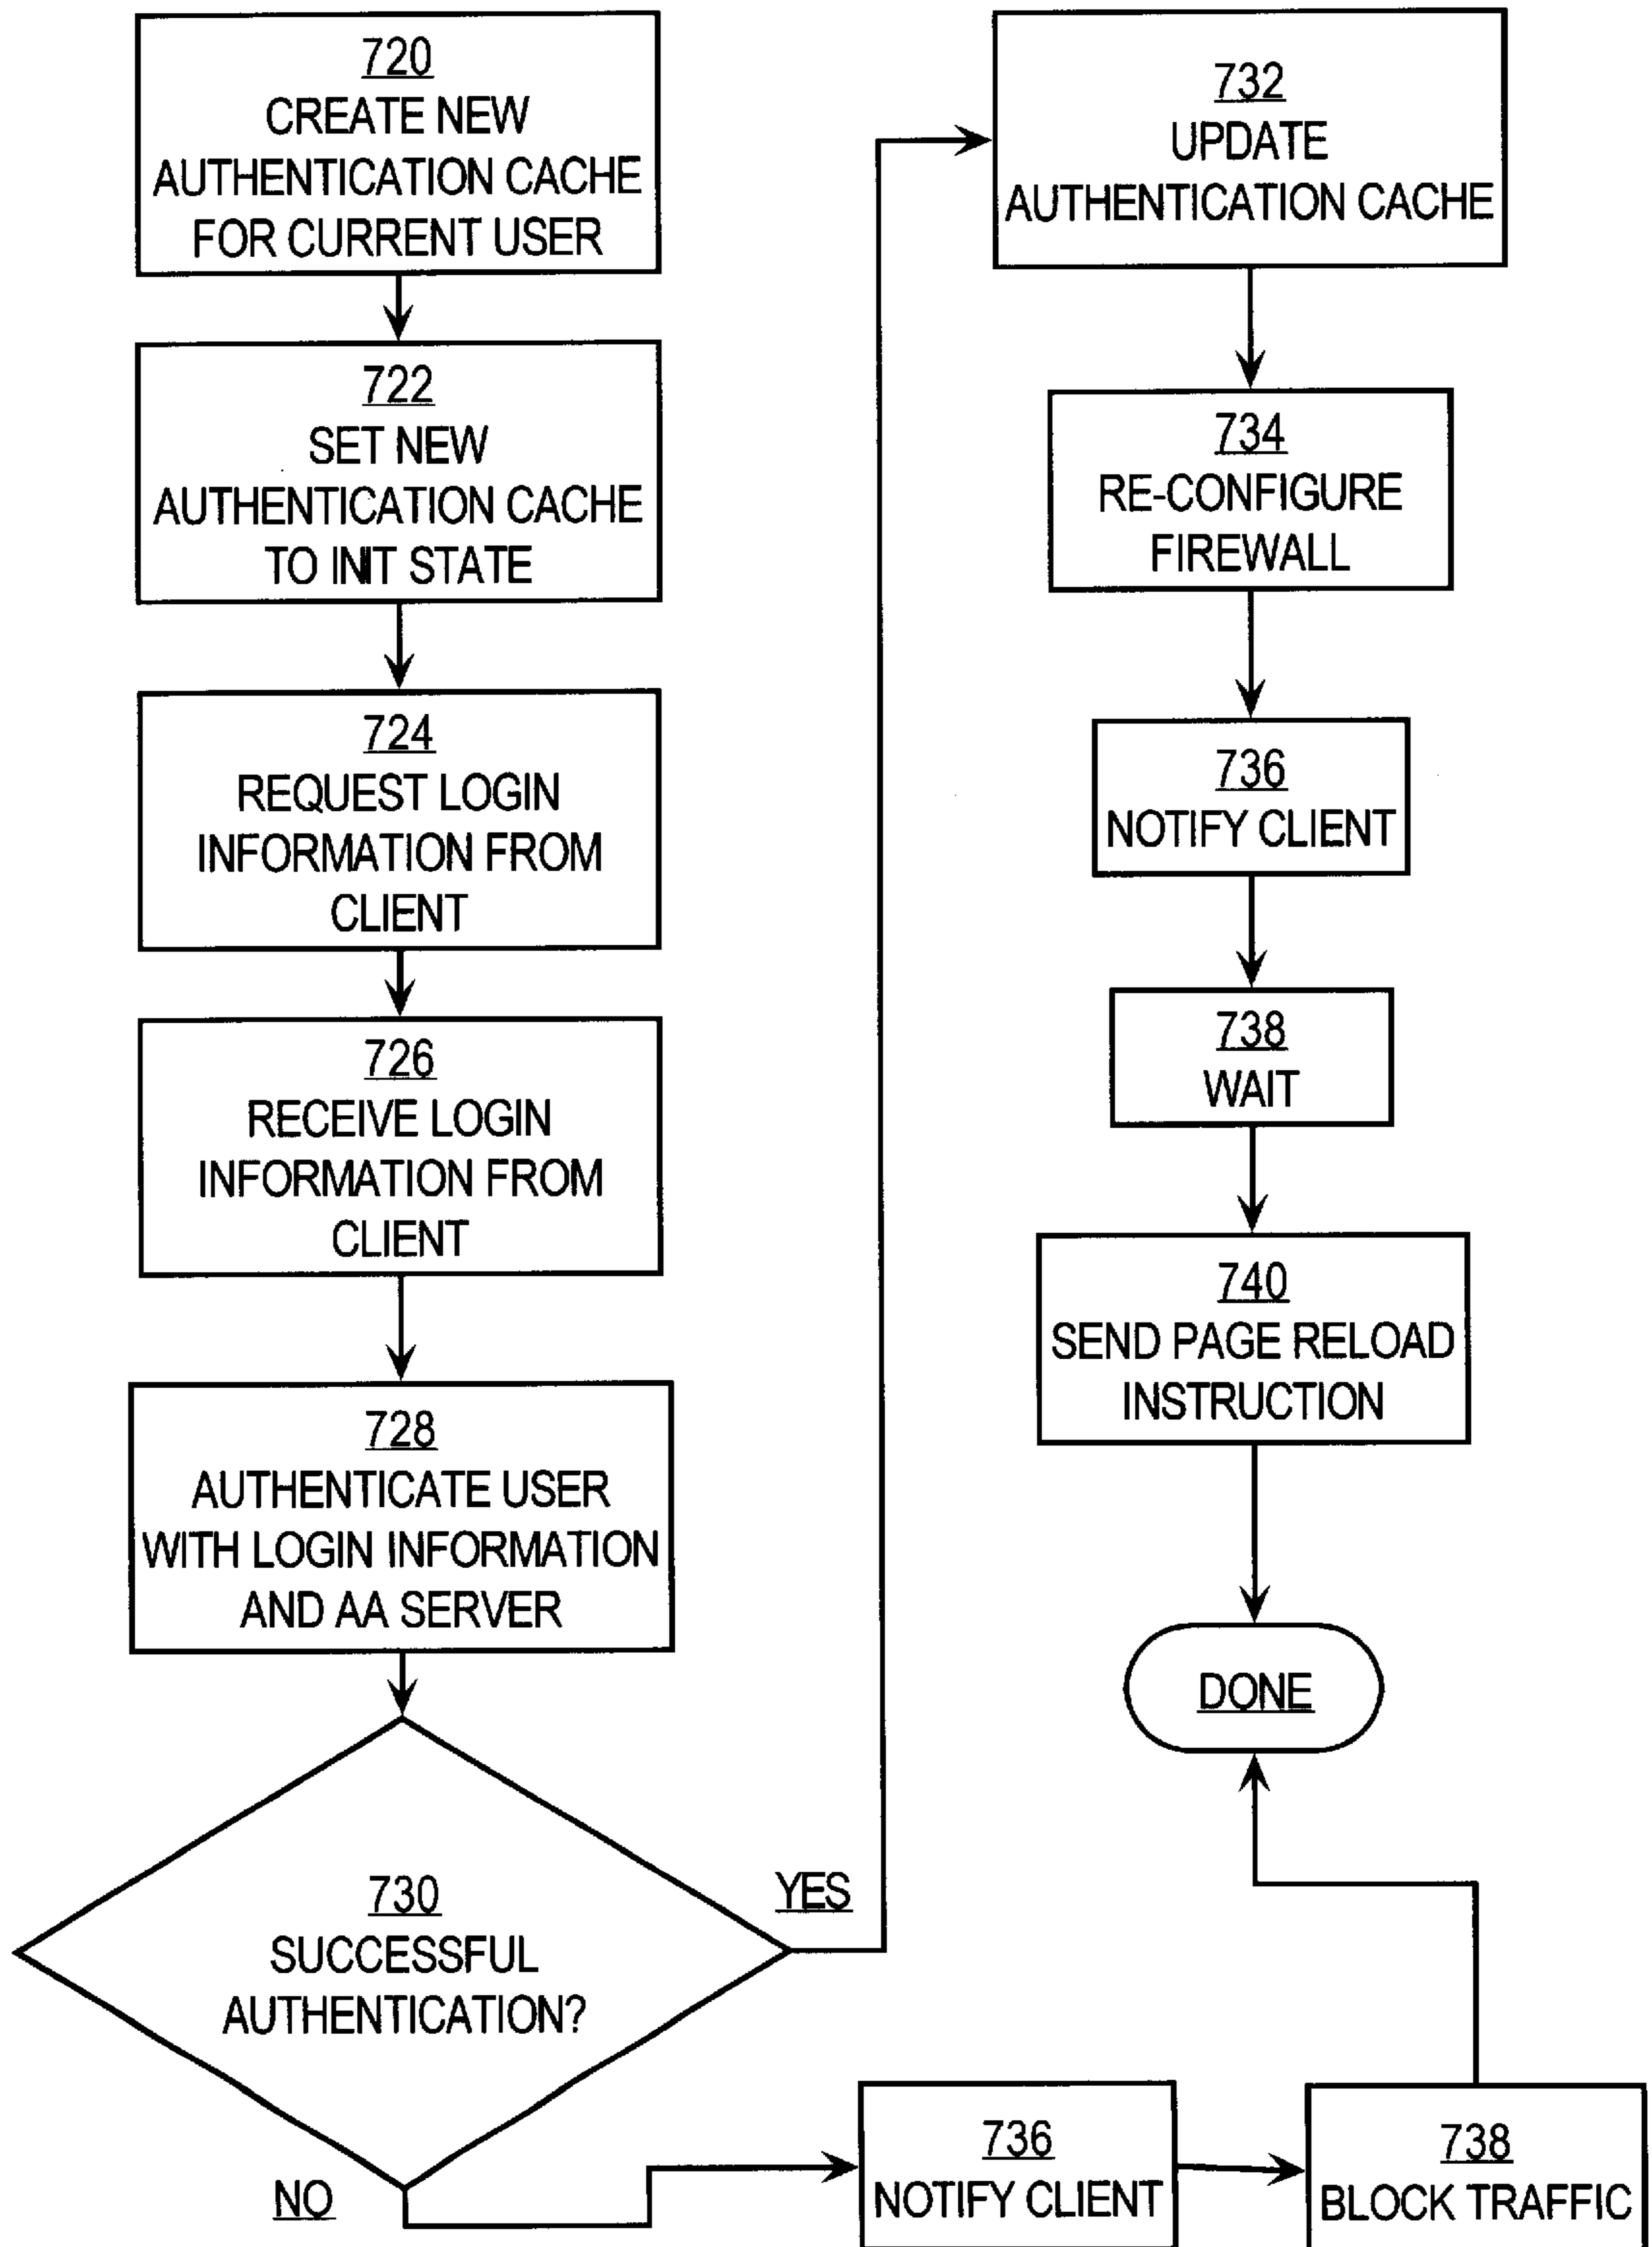 720
CREATE NEW
AUTHENTICATION CACHE
FOR CURRENT USER
722
SET NEW
AUTHENTICATION CACHE
TO INIT STATE
724
REQUEST LOGIN
INFORMATION FROM
CLIENT
726
RECEIVE LOGIN
INFORMATION FROM
CLIENT
728
AUTHENTICATE USER
WITH LOGIN INFORMATION
AND AA SERVER
730
SUCCESSFUL
AUTHENTICATION?
YES
NO
732
UPDATE
AUTHENTICATION CACHE
734
RE-CONFIGURE
FIREWALL
736
NOTIFY CLIENT
738
WAIT
740
SEND PAGE RELOAD
INSTRUCTION
DONE
736
NOTIFY CLIENT
738
BLOCK TRAFFIC